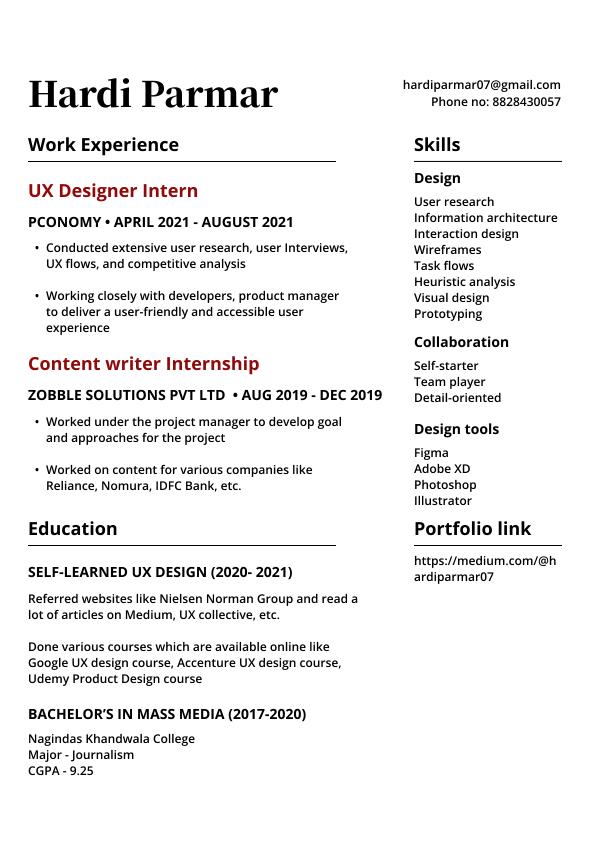 Hardi Parmar
hardiparmar07@gmail.com
Phone no: 8828430057
Work Experience
UX Designer Intern
PCONOMY • APRIL 2021 - AUGUST 2021
• Conducted extensive user research, user Interviews,
UX flows, and competitive analysis
• Working closely with developers, product manager
to deliver a user-friendly and accessible user
experience
Content writer Internship
ZOBBLE SOLUTIONS PVT LTD • AUG 2019 - DEC 2019
• Worked under the project manager to develop goal
and approaches for the project
• Worked on content for various companies like
Reliance, Nomura, IDFC Bank, etc.
Education
SELF-LEARNED UX DESIGN (2020- 2021)
Referred websites like Nielsen Norman Group and read a
lot of articles on Medium, UX collective, etc.
Done various courses which are available online like
Google UX design course, Accenture UX design course,
Udemy Product Design course
BACHELOR’S IN MASS MEDIA (2017-2020)
Nagindas Khandwala College
Major - Journalism
CGPA - 9.25
Skills
Design
User research
Information architecture
Interaction design
Wireframes
Task flows
Heuristic analysis
Visual design
Prototyping
Collaboration
Self-starter
Team player
Detail-oriented
Design tools
Figma
Adobe XD
Photoshop
Illustrator
Portfolio link
https://medium.com/@h
ardiparmar07